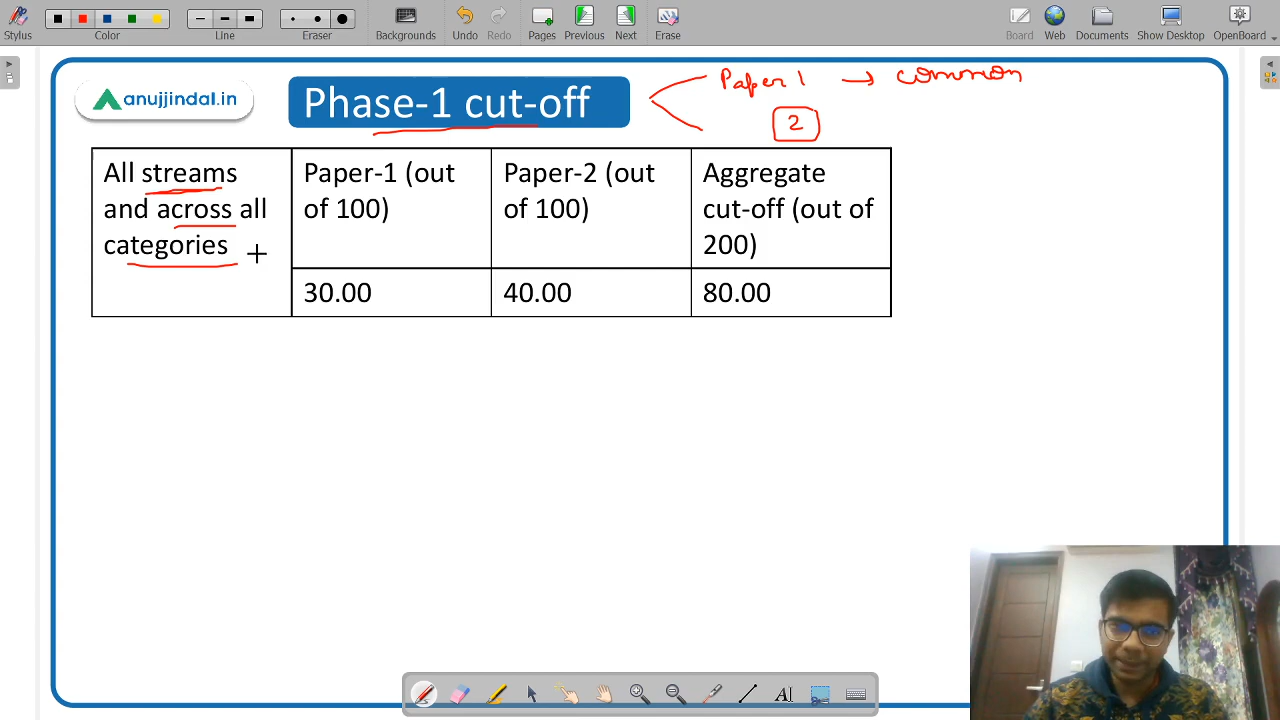 Stylus
Color
Line
Eraser
Backgrounds
Undo
Redo
Pages
Previous
Next
Erase
Board
Web
Documents
Show Desktop
OpenBoard
anujjindal.in
Phase-1 cut-off
Paper 1 → common
2
All streams
and across all
categories
Paper-1 (out
of 100)
Paper-2 (out
of 100)
Aggregate
cut-off (out of
200)
30.00
40.00
80.00